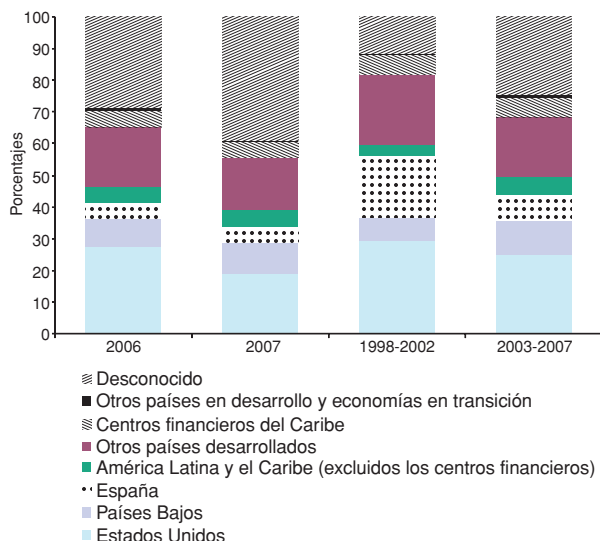 100
90
80
70
60
50
40
30
20
10
0
Porcentajes
2006 2007 1998-2002 2003-2007
Desconocido
Otros países en desarrollo y economías en transición
Centros financieros del Caribe
Otros países desarrollados
América Latina y el Caribe (excluidos los centros financieros)
España
Países Bajos
Estados Unidos